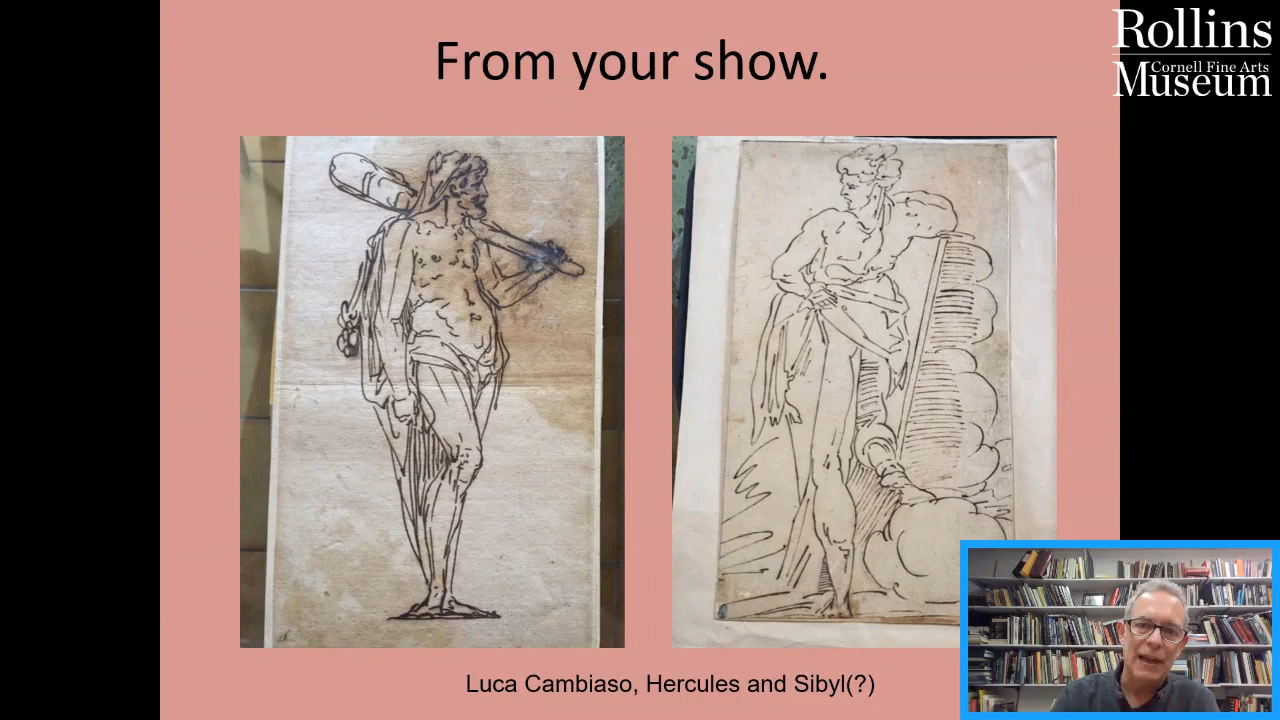 From your show.
Rollins
Cornell Fine Arts
Museum
Luca Cambiaso, Hercules and Sibyl(?)